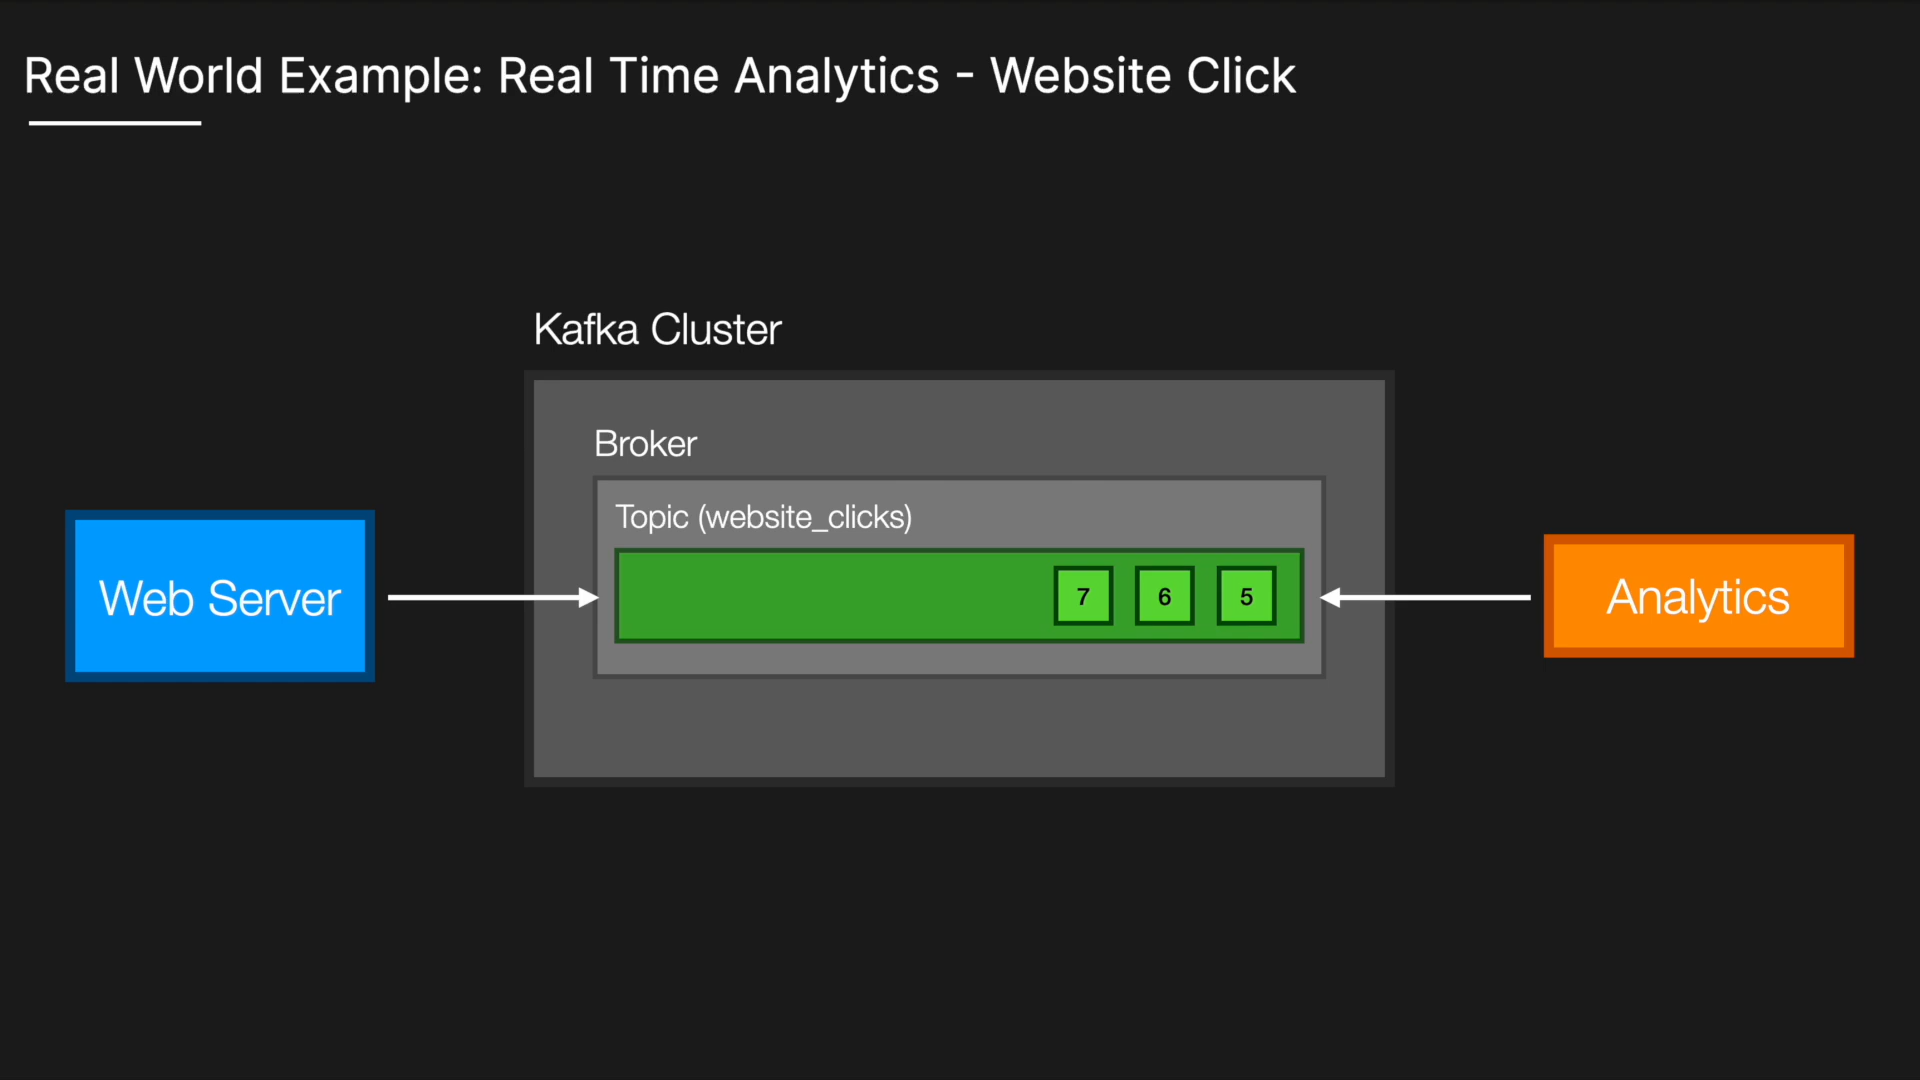 Real World Example: Real Time Analytics - Website Click
Kafka Cluster
Broker
Topic (website_clicks)
Web Server
7 6 5
Analytics